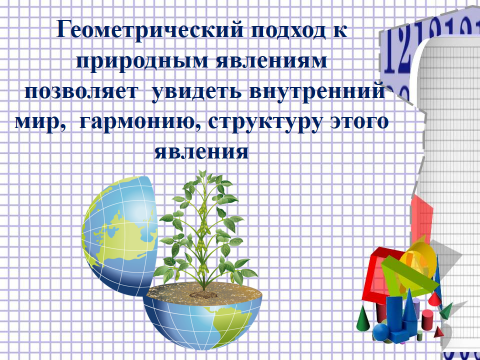 Геометрический подход к
природным явлениям
позволяет увидеть внутренний
мир, гармонию, структуру этого
явления